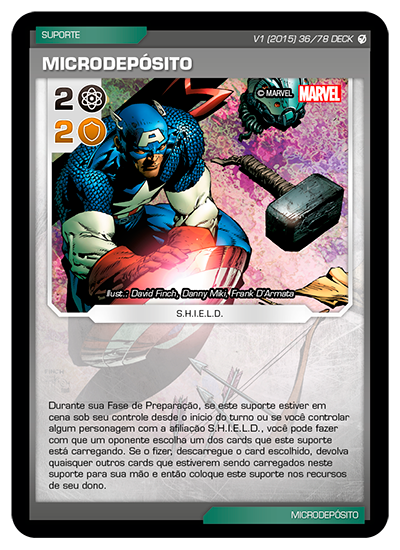 SUPORTE
V1 (2015) 36/78 DECK
MICRODEPÓSITO
2
2
© MARVEL MARVEL
Ilust.: David Finch, Danny Miki, Frank D'Armata
S.H.I.E.L.D.
Durante sua Fase de Preparação, se este suporte estiver em
cena sob seu controle desde o início do turno ou se você controlar
algum personagem com a afiliação S.H.I.E.L.D., você pode fazer
com que um oponente escolha um dos cards que este suporte
está carregando. Se o fizer, descarregue o card escolhido, devolva
quaisquer outros cards que estiverem sendo carregados neste
suporte para sua mão e então coloque este suporte nos recursos
de seu dono.
MICRODEPÓSITO